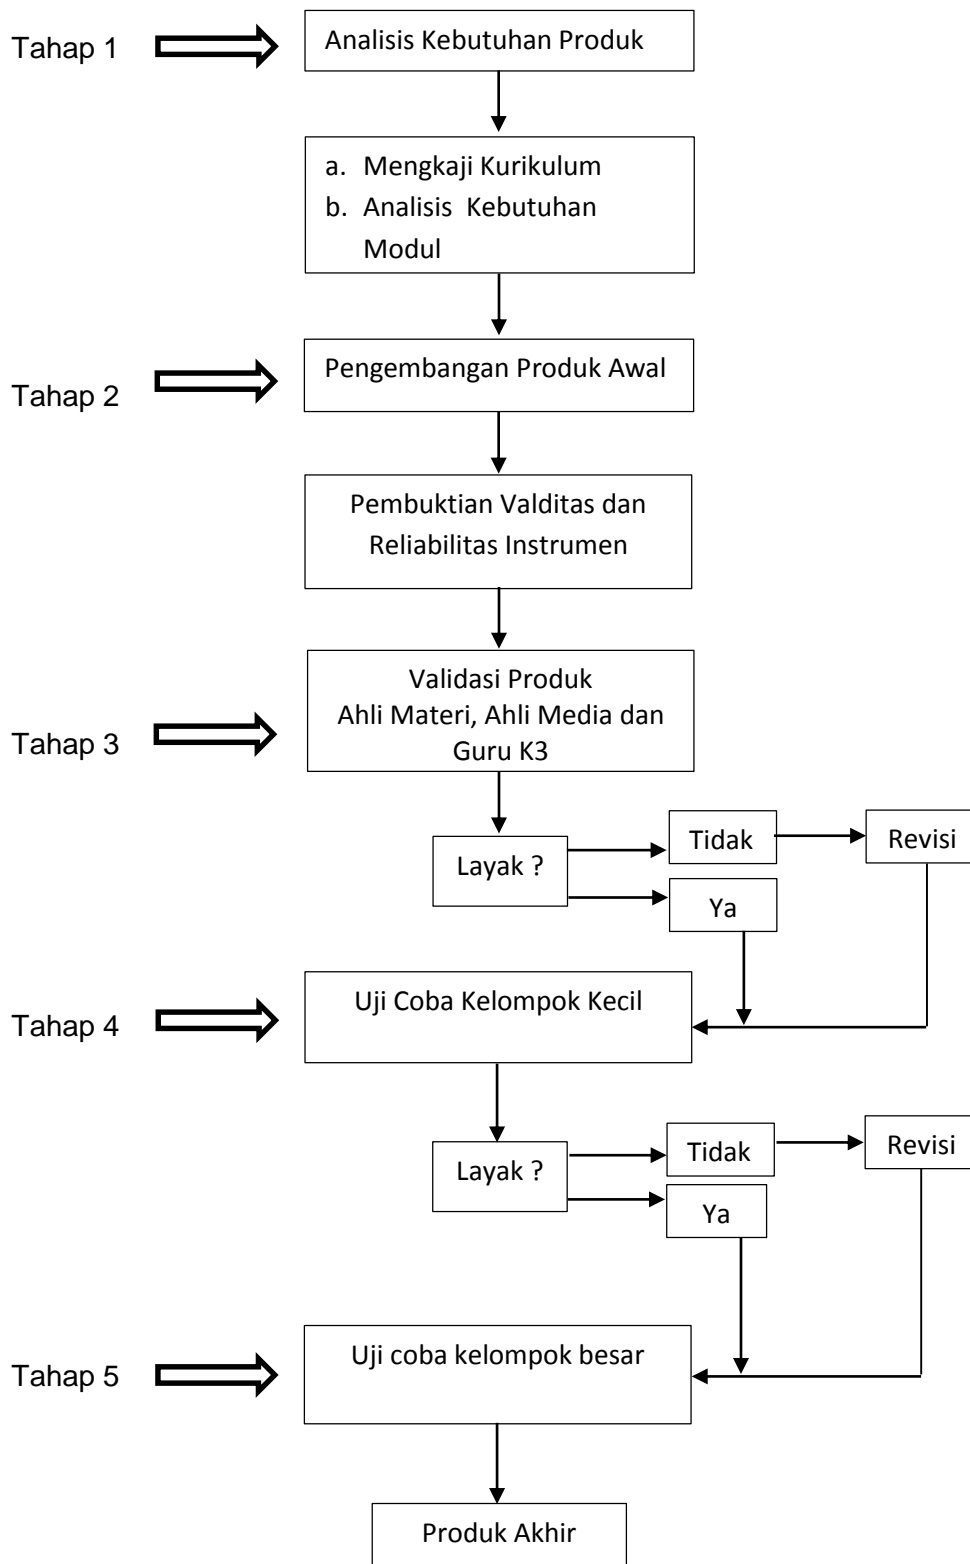 Tahap 1
Analisis Kebutuhan Produk
a. Mengkaji Kurikulum
b. Analisis Kebutuhan
Modul
Tahap 2
Pengembangan Produk Awal
Pembuktian Valditas dan
Reliabilitas Instrumen
Tahap 3
Validasi Produk
Ahli Materi, Ahli Media dan
Guru K3
Layak ?
Tidak
Revisi
Ya
Tahap 4
Uji Coba Kelompok Kecil
Layak ?
Tidak
Revisi
Ya
Tahap 5
Uji coba kelompok besar
Produk Akhir